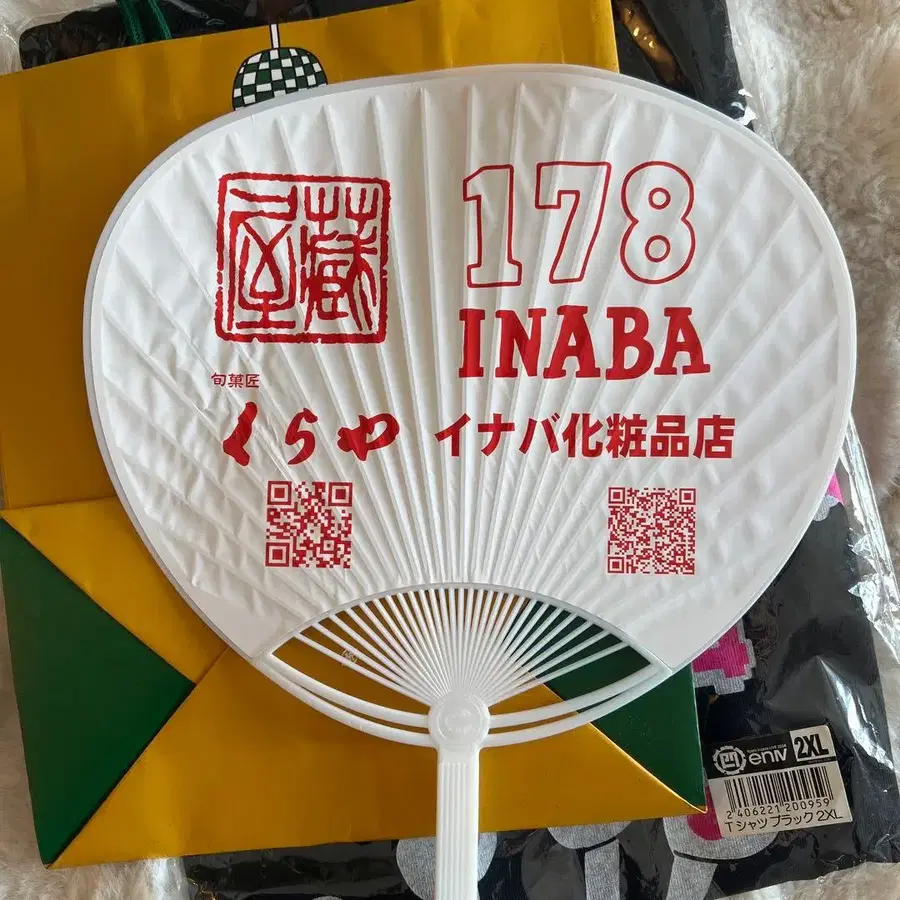 蔵屋
178
INABA
旬菓匠
くらや
イナバ化粧品店
eniv
2XL
2406221200959
Tシャツ ブラック 2XL